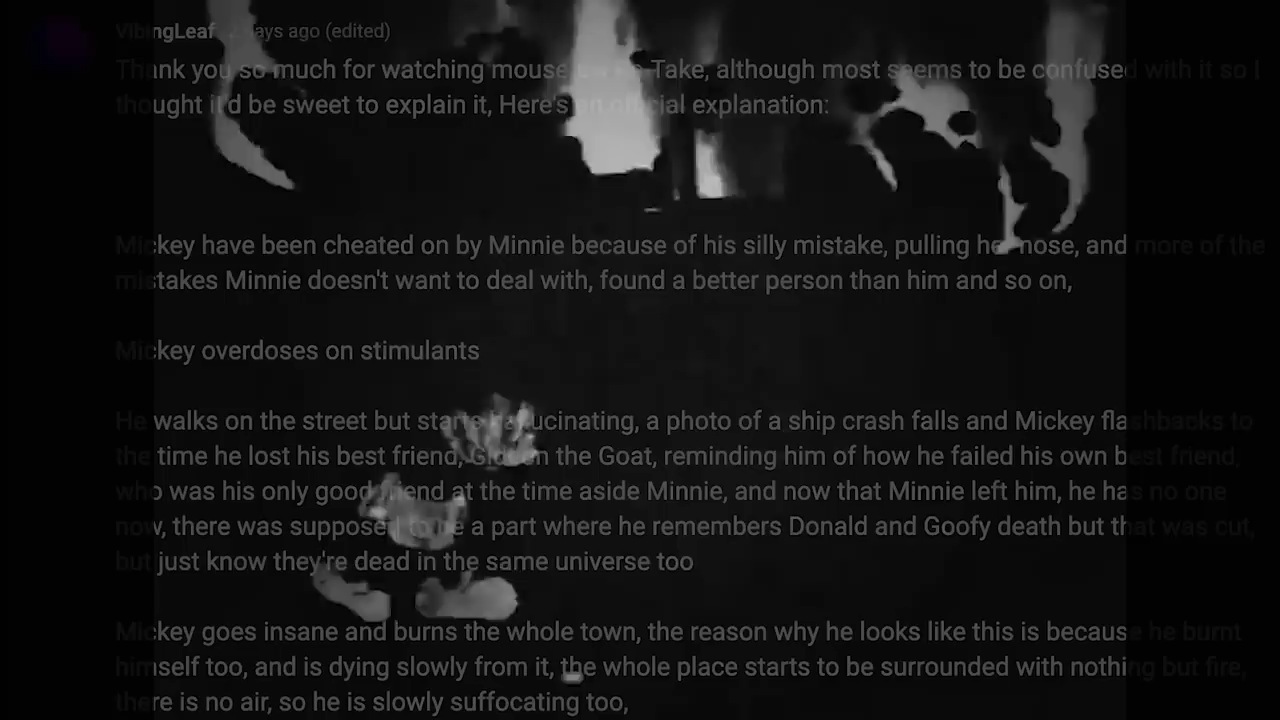 VibingLeaf 2 days ago (edited)
Thank you so much for watching mouse Take, although most seems to be confused with it so I
thought it'd be sweet to explain it, Here's an official explanation:
Mickey have been cheated on by Minnie because of his silly mistake, pulling her nose, and more of the
mistakes Minnie doesn't want to deal with, found a better person than him and so on,
Mickey overdoses on stimulants
He walks on the street but starts hallucinating, a photo of a ship crash falls and Mickey flashbacks to
the time he lost his best friend, the Goat, reminding him of how he failed his own best friend,
who was his only good friend at the time aside Minnie, and now that Minnie left him, he has no one
now, there was supposed to be a part where he remembers Donald and Goofy death but that was cut,
but just know they're dead in the same universe too
Mickey goes insane and burns the whole town, the reason why he looks like this is because he burnt
himself too, and is dying slowly from it, the whole place starts to be surrounded with nothing but fire,
there is no air, so he is slowly suffocating too,